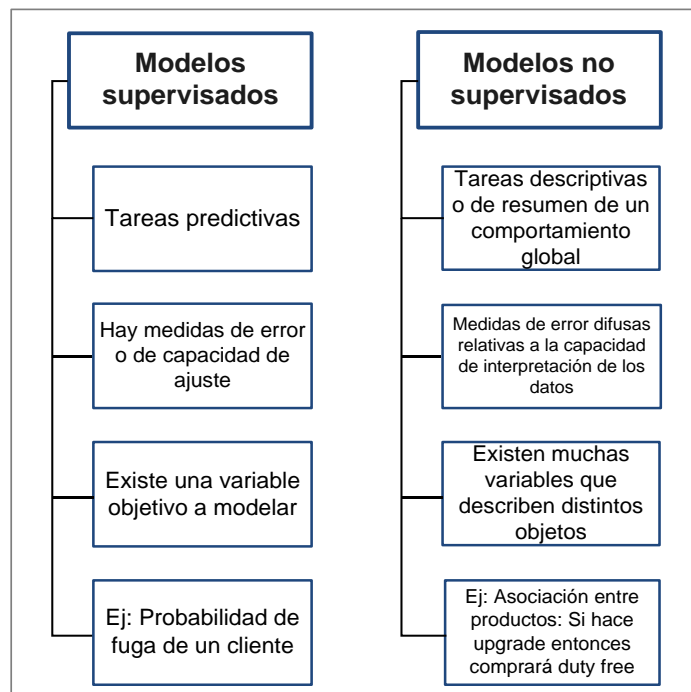 Modelos
supervisados
Tareas predictivas
Hay medidas de error
o de capacidad de
ajuste
Existe una variable
objetivo a modelar
Ej: Probabilidad de
fuga de un cliente
Modelos no
supervisados
Tareas descriptivas
o de resumen de un
comportamiento
global
Medidas de error difusas
relativas a la capacidad
de interpretación de los
datos
Existen muchas
variables que
describen distintos
objetos
Ej: Asociación entre
productos: Si hace
upgrade entonces
comprará duty free